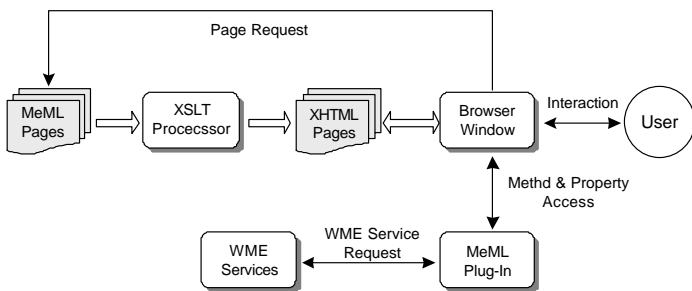 Page Request
MeML
Pages
XSLT
Procecssor
XHTML
Pages
Browser
Window
Interaction
User
Methd & Property
Access
WME
Services
WME Service
Request
MeML
Plug-In